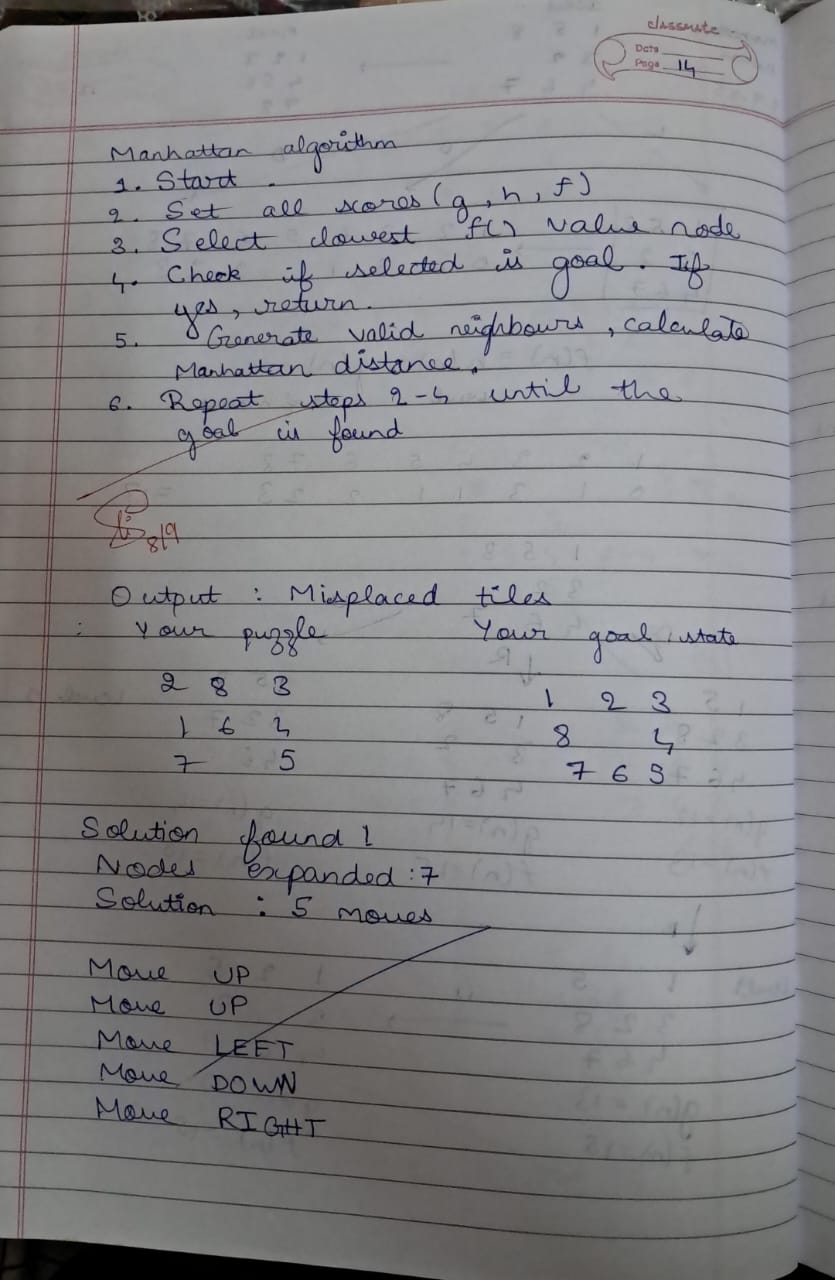 classmate
Date
Page 14
Manhattan algorithm
1. Start.
2. Set all scores (g, h, f)
3. Select lowest f() value node
4. Check if selected is goal. If
yes, return.
5. Generate valid neighbours, calculate
Manhattan distance.
6. Repeat steps 2-4 until the
goal is found
8/9
Output : Misplaced tiles
: Your puzzle Your goal state
2 8 3
1 2 3
1 6 4
8 4
7 5
7 6 5
Solution found!
Nodes expanded : 7
Solution : 5 moves
Move UP
Move UP
Move LEFT
Move DOWN
Move RIGHT